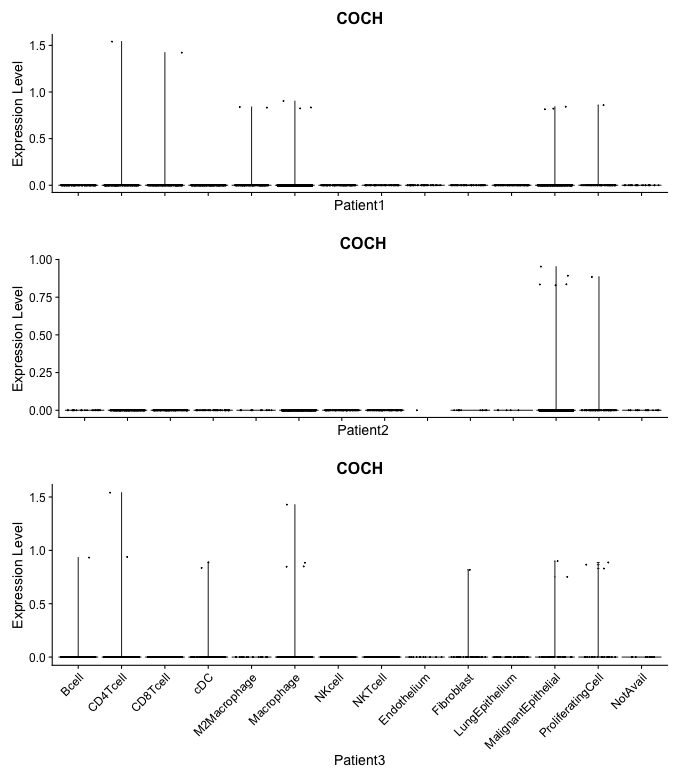 COCH
Expression Level
1.5
1.0
0.5
0.0
Patient1
COCH
Expression Level
1.00
0.75
0.50
0.25
0.00
Patient2
COCH
Expression Level
1.5
1.0
0.5
0.0
Bcell
CD4Tcell
CD8Tcell
cDC
M2Macrophage
Macrophage
NKcell
NKTcell
Endothelium
Fibroblast
LungEpithelium
MalignantEpithelial
ProliferatingCell
NotAvail
Patient3